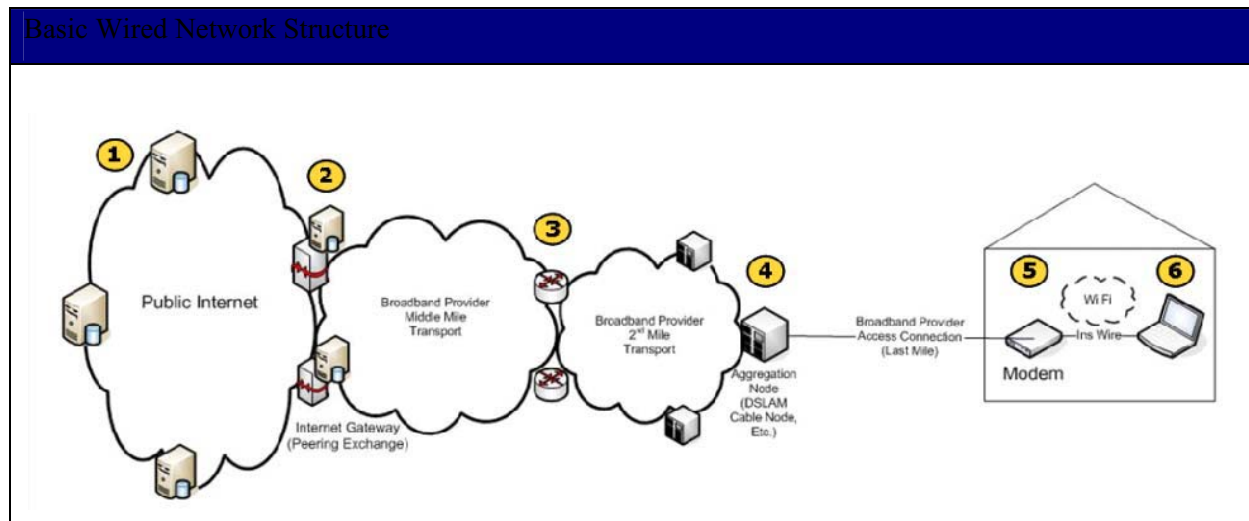 Basic Wired Network Structure
1
2
3
4
5
6
Public Internet
Internet Gateway
(Peering Exchange)
Broadband Provider
Middle Mile
Transport
Broadband Provider
2nd Mile
Transport
Aggregation
Node
(DSLAM
Cable Node,
Etc.)
Broadband Provider
Access Connection
(Last Mile)
Wi Fi
Ins Wire
Modem